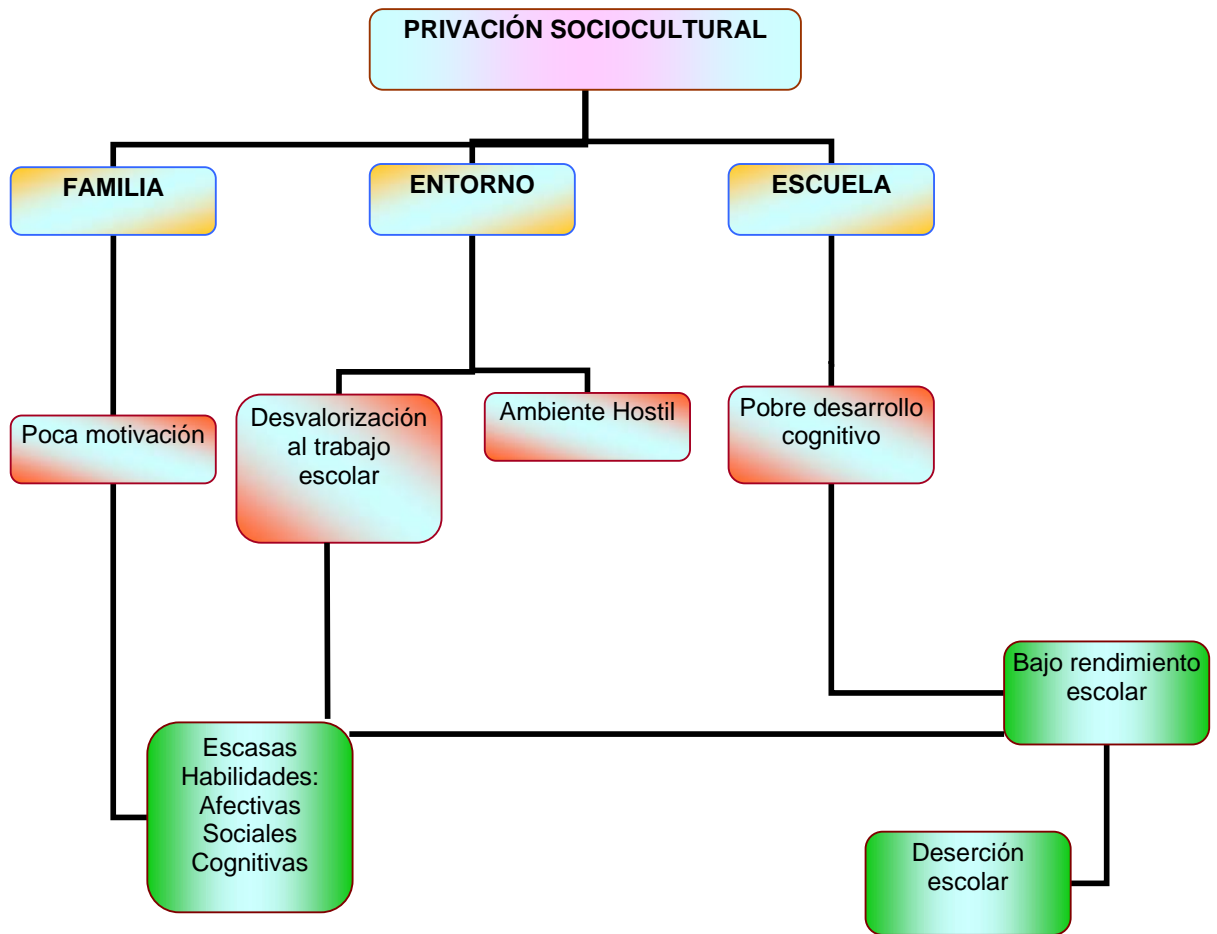 PRIVACIÓN SOCIOCULTURAL
FAMILIA
ENTORNO
ESCUELA
Poca motivación
Desvalorización
al trabajo
escolar
Ambiente Hostil
Pobre desarrollo
cognitivo
Bajo rendimiento
escolar
Escasas
Habilidades:
Afectivas
Sociales
Cognitivas
Deserción
escolar